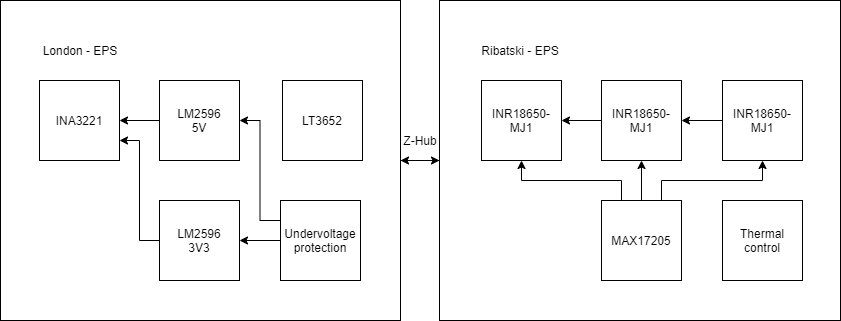 London - EPS
INA3221
LM2596
5V
LT3652
LM2596
3V3
Undervoltage
protection
Z-Hub
Ribatski - EPS
INR18650-
MJ1
INR18650-
MJ1
INR18650-
MJ1
MAX17205
Thermal
control